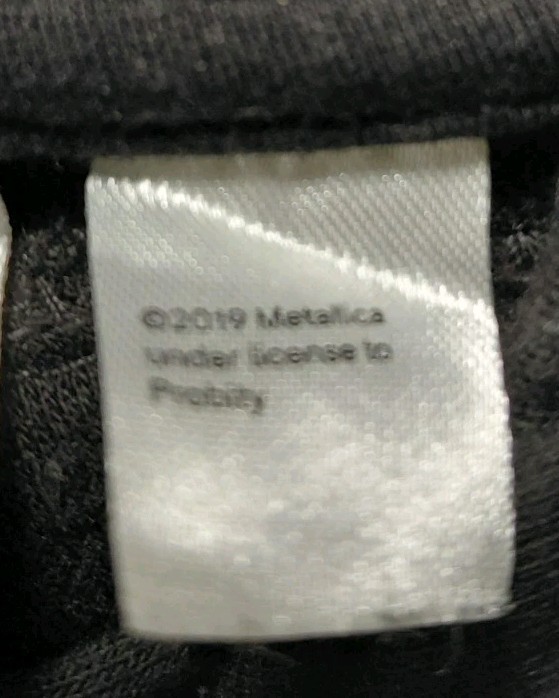 ©2019 Metallica
under license to
Probity